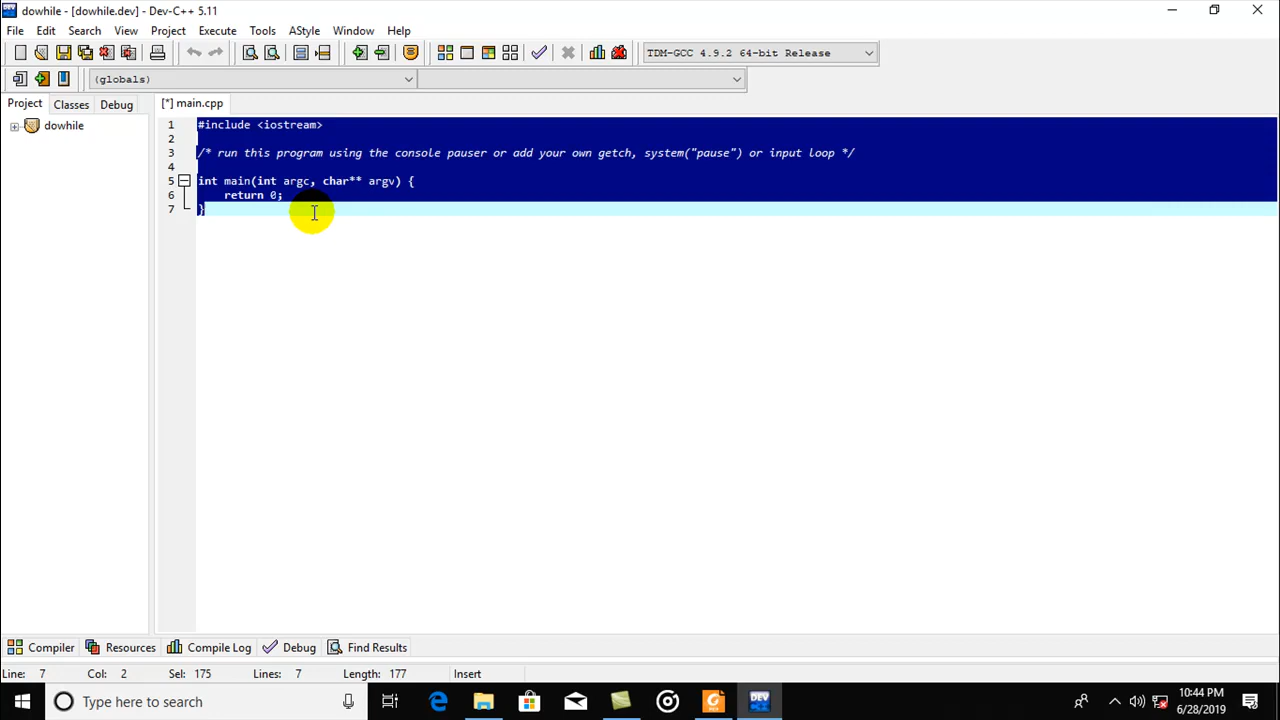 dowhile - [dowhile.dev] - Dev-C++ 5.11
File Edit Search View Project Execute Tools AStyle Window Help
TDM-GCC 4.9.2 64-bit Release
(globals)
Project Classes Debug [*] main.cpp
dowhile
1 #include <iostream>
2
3 /* run this program using the console pauser or add your own getch, system("pause") or input loop */
4
5 int main(int argc, char** argv) {
6 return 0;
7 }
Compiler Resources Compile Log Debug Find Results
Line: 7 Col: 2 Sel: 175 Lines: 7 Length: 177 Insert
Type here to search
DEV
10:44 PM
6/28/2019